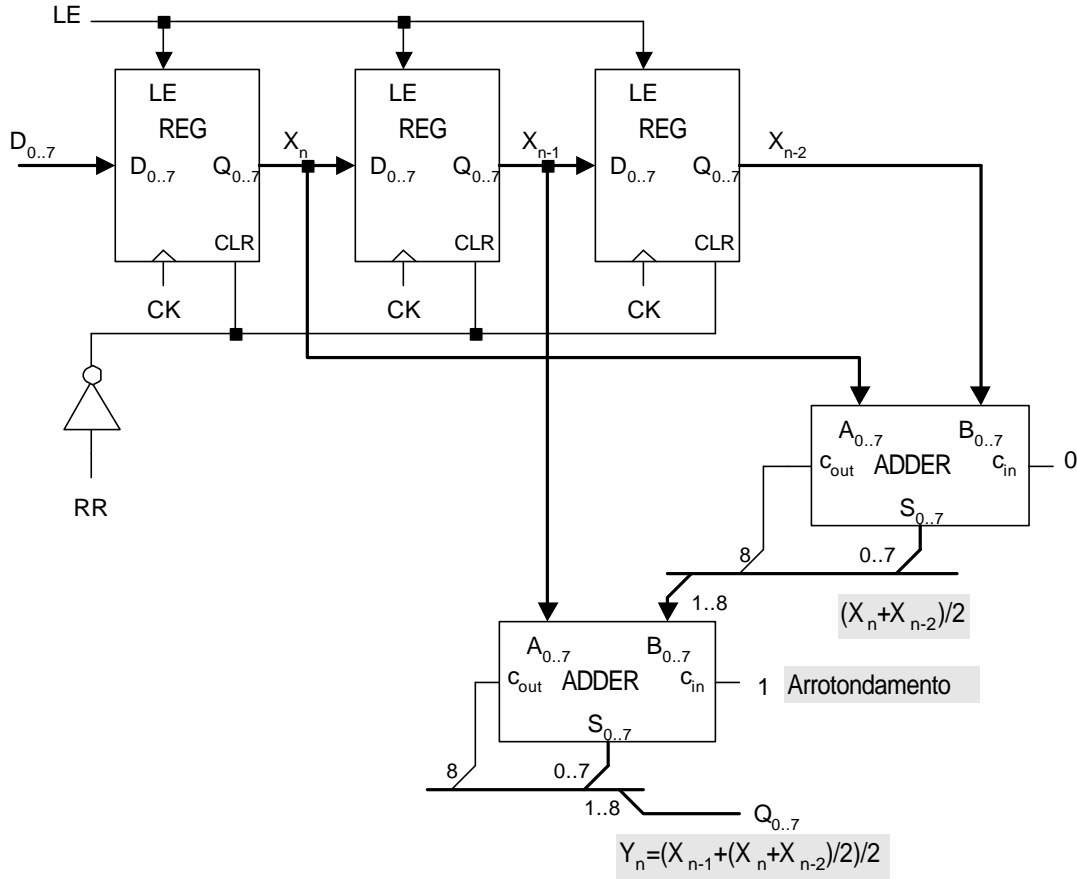 LE
LE LE LE
REG REG REG
D0..7 Xn Xn-1 Xn-2
D0..7 Q0..7 D0..7 Q0..7 D0..7 Q0..7
CLR CLR CLR
CK CK CK
RR
A0..7 B0..7
cout ADDER cin 0
S0..7
8 0..7
1..8 (Xn+Xn-2)/2
A0..7 B0..7
cout ADDER cin 1 Arrotondamento
S0..7
8 0..7
1..8 Q0..7
Yn=(Xn-1+(Xn+Xn-2)/2)/2